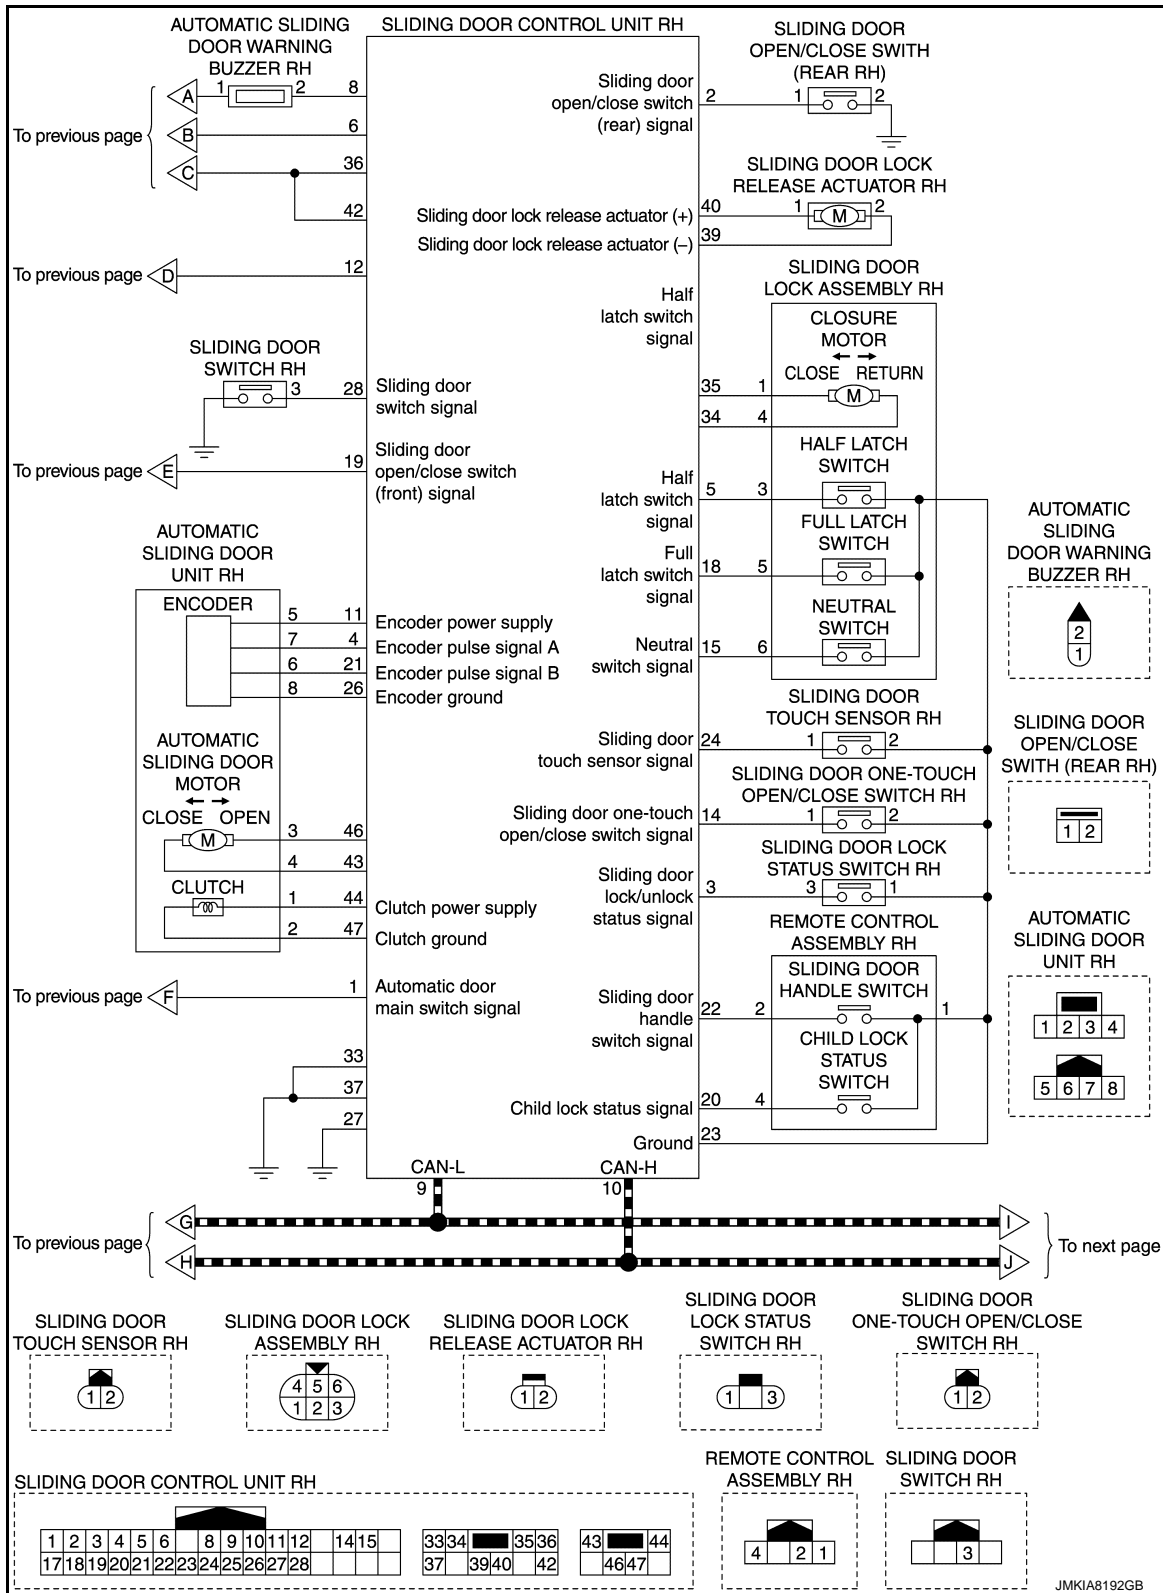 AUTOMATIC SLIDING
DOOR WARNING
BUZZER RH
SLIDING DOOR CONTROL UNIT RH
SLIDING DOOR
OPEN/CLOSE SWITH
(REAR RH)
To previous page
A
1
2
8
B
6
C
36
42
Sliding door
open/close switch
(rear) signal
2
1
2
SLIDING DOOR LOCK
RELEASE ACTUATOR RH
Sliding door lock release actuator (+)
40
1
M
2
Sliding door lock release actuator (–)
39
To previous page
D
12
SLIDING DOOR
LOCK ASSEMBLY RH
Half
latch switch
signal
CLOSURE
MOTOR
CLOSE RETURN
35
1
M
34
4
SLIDING DOOR
SWITCH RH
3
28
Sliding door
switch signal
To previous page
E
19
Sliding door
open/close switch
(front) signal
HALF LATCH
SWITCH
Half
latch switch
signal
5
3
FULL LATCH
SWITCH
Full
latch switch
signal
18
5
NEUTRAL
SWITCH
Neutral
switch signal
15
6
AUTOMATIC
SLIDING DOOR
UNIT RH
ENCODER
5
11
Encoder power supply
7
4
Encoder pulse signal A
6
21
Encoder pulse signal B
8
26
Encoder ground
AUTOMATIC
SLIDING DOOR
MOTOR
CLOSE OPEN
M
3
46
4
43
CLUTCH
1
44
Clutch power supply
2
47
Clutch ground
SLIDING DOOR
TOUCH SENSOR RH
Sliding door
touch sensor signal
24
1
2
SLIDING DOOR ONE-TOUCH
OPEN/CLOSE SWITCH RH
Sliding door one-touch
open/close switch signal
14
1
2
SLIDING DOOR LOCK
STATUS SWITCH RH
Sliding door
lock/unlock
status signal
3
3
1
REMOTE CONTROL
ASSEMBLY RH
SLIDING DOOR
HANDLE SWITCH
Sliding door
handle
switch signal
22
2
1
CHILD LOCK
STATUS
SWITCH
Child lock status signal
20
4
Ground
23
To previous page
F
1
Automatic door
main switch signal
33
37
27
CAN-L
9
CAN-H
10
To previous page
G
H
I
J
To next page
AUTOMATIC
SLIDING
DOOR WARNING
BUZZER RH
2
1
SLIDING DOOR
OPEN/CLOSE
SWITH (REAR RH)
1 2
AUTOMATIC
SLIDING DOOR
UNIT RH
1 2 3 4
5 6 7 8
SLIDING DOOR
TOUCH SENSOR RH
1 2
SLIDING DOOR LOCK
ASSEMBLY RH
4 5 6
1 2 3
SLIDING DOOR LOCK
RELEASE ACTUATOR RH
1 2
SLIDING DOOR
LOCK STATUS
SWITCH RH
1 3
SLIDING DOOR
ONE-TOUCH OPEN/CLOSE
SWITCH RH
1 2
SLIDING DOOR CONTROL UNIT RH
1 2 3 4 5 6 8 9 10 11 12 14 15
17 18 19 20 21 22 23 24 25 26 27 28
33 34 35 36
37 39 40 42
43 44
46 47
REMOTE CONTROL
ASSEMBLY RH
4 2 1
SLIDING DOOR
SWITCH RH
3
JMKIA8192GB